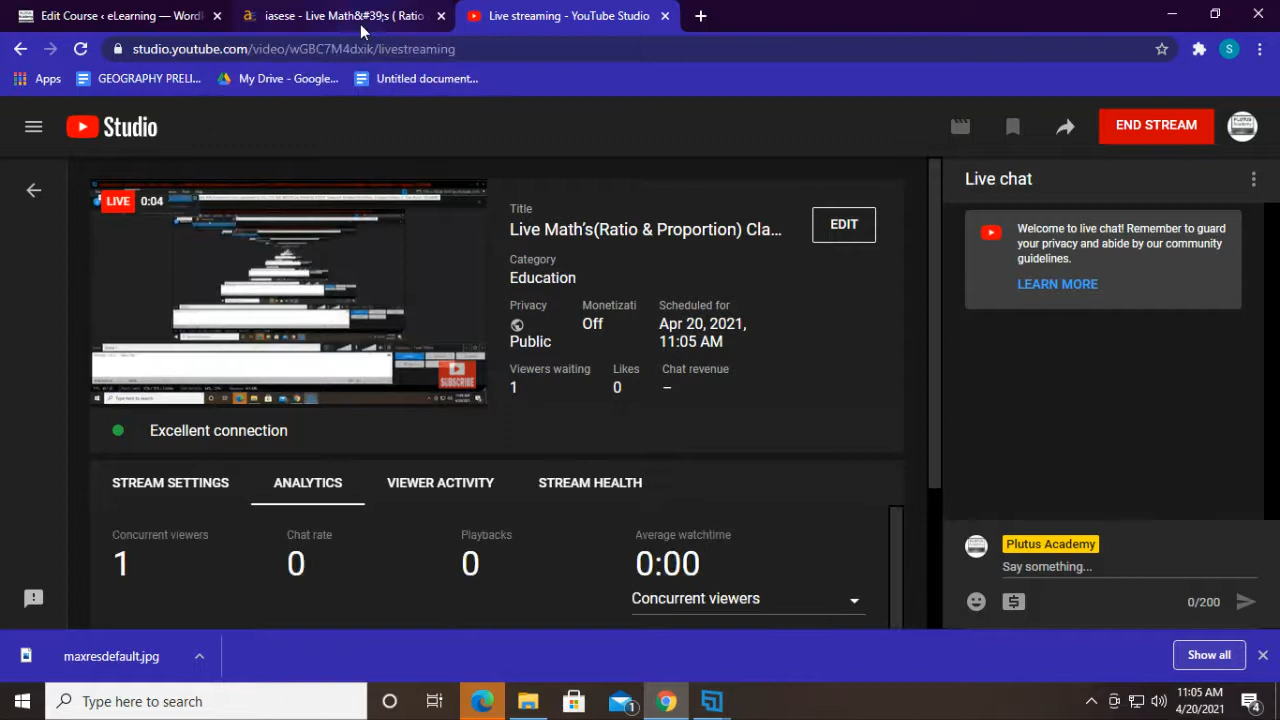 Edit Course ‹ eLearning — Word
iasese - Live Math&#39;s ( Ratio
Live streaming - YouTube Studio
studio.youtube.com/video/wGBC7M4dxik/livestreaming
S
Apps
GEOGRAPHY PRELI...
My Drive - Google...
Untitled document...
Studio
END STREAM
PLUTUS
LIVE 0:04
SUBSCRIBE
Title
Live Math’s(Ratio & Proportion) Cla...
EDIT
Category
Education
Privacy
Monetizati
Scheduled for
Public
Off
Apr 20, 2021,
11:05 AM
Viewers waiting
Likes
Chat revenue
1
0
–
Excellent connection
STREAM SETTINGS
ANALYTICS
VIEWER ACTIVITY
STREAM HEALTH
Concurrent viewers
Chat rate
Playbacks
Average watchtime
1
0
0
0:00
Concurrent viewers
Live chat
Welcome to live chat! Remember to guard
your privacy and abide by our community
guidelines.
LEARN MORE
Plutus Academy
Say something...
0/200
maxresdefault.jpg
Show all
Type here to search
1
11:05 AM
4/20/2021
4